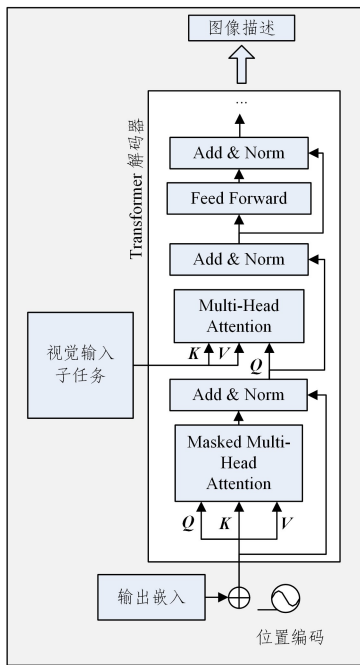 图像描述
...
Transformer 解码器
Add & Norm
Feed Forward
Add & Norm
Multi-Head
Attention
视觉输入
子任务
K
V
Q
Add & Norm
Masked Multi-
Head
Attention
Q
K
V
输出嵌入
位置编码